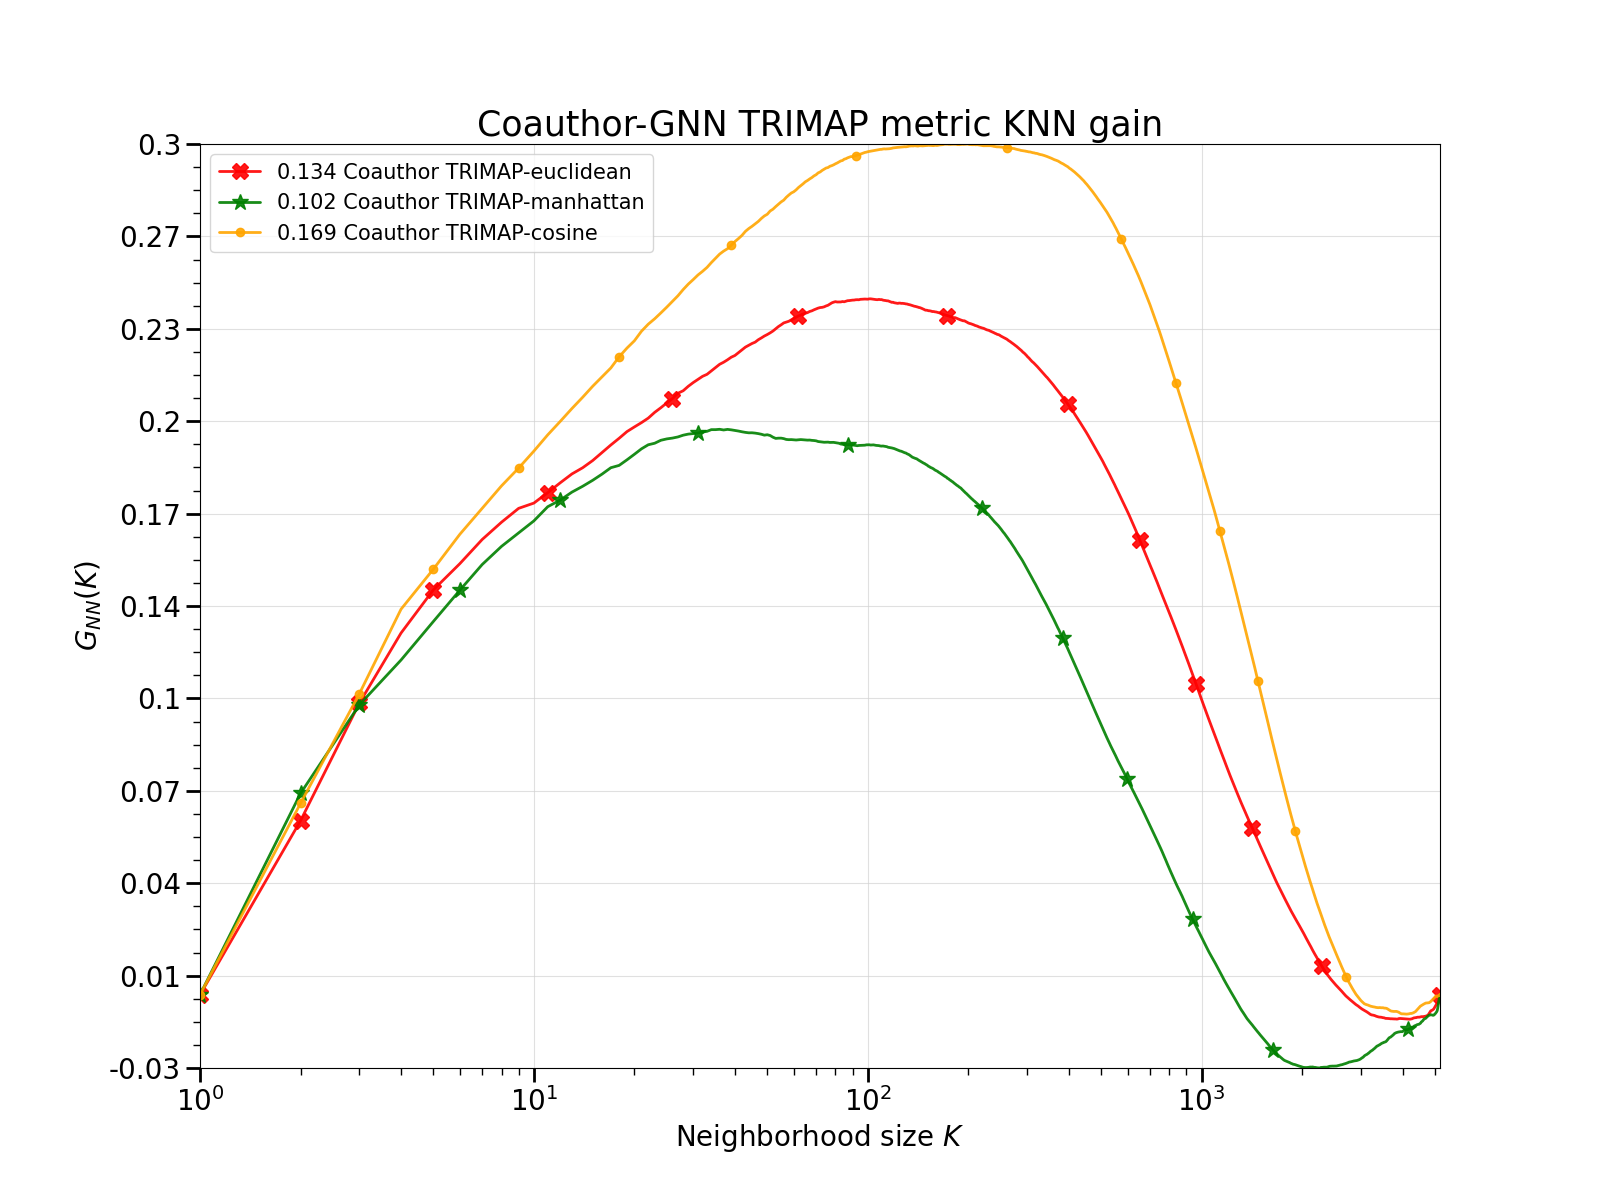 Coauthor-GNN TRIMAP metric KNN gain
0.134 Coauthor TRIMAP-euclidean
0.102 Coauthor TRIMAP-manhattan
0.169 Coauthor TRIMAP-cosine
0.3
0.27
0.23
0.2
0.17
0.14
0.1
0.07
0.04
0.01
-0.03
G_{NN}(K)
10^0 10^1 10^2 10^3
Neighborhood size K